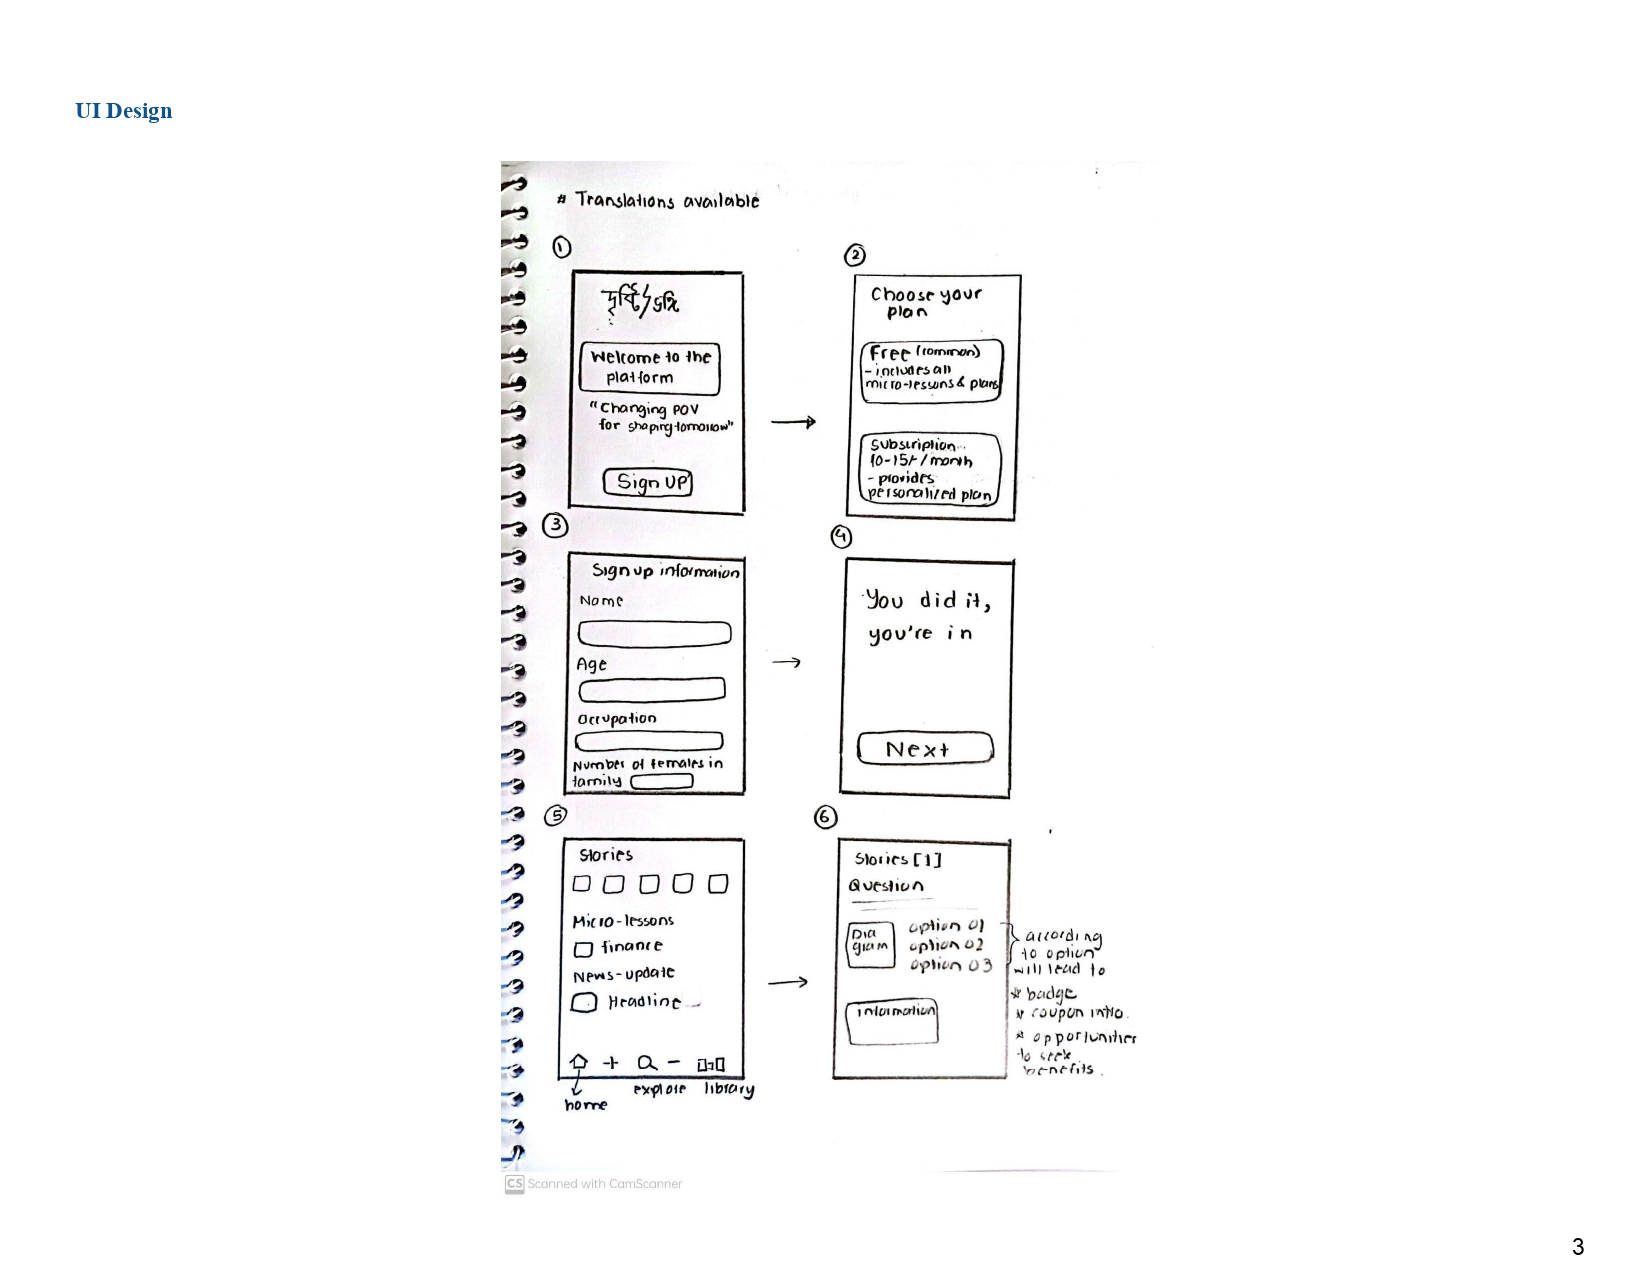 UI Design
# Translations available
1
Welcome to the
platform
"Changing POV
for shaping tomorrow"
Sign UP
2
Choose your
plan
Free (common)
- includes all
micro-lessons & plans
Subscription
10-15/- / month
- provides
personalized plan
3
Sign up information
Name
Age
Occupation
Number of females in
family
4
You did it,
you're in
Next
5
Stories
Micro-lessons
finance
News-update
Headline
home
explore
library
6
Stories [1]
Question
Dia
gram
option 01
option 02
option 03
information
according
to option
will lead to
* badge
* coupon
* opportunities
to seek
benefits.
CS Scanned with CamScanner
3